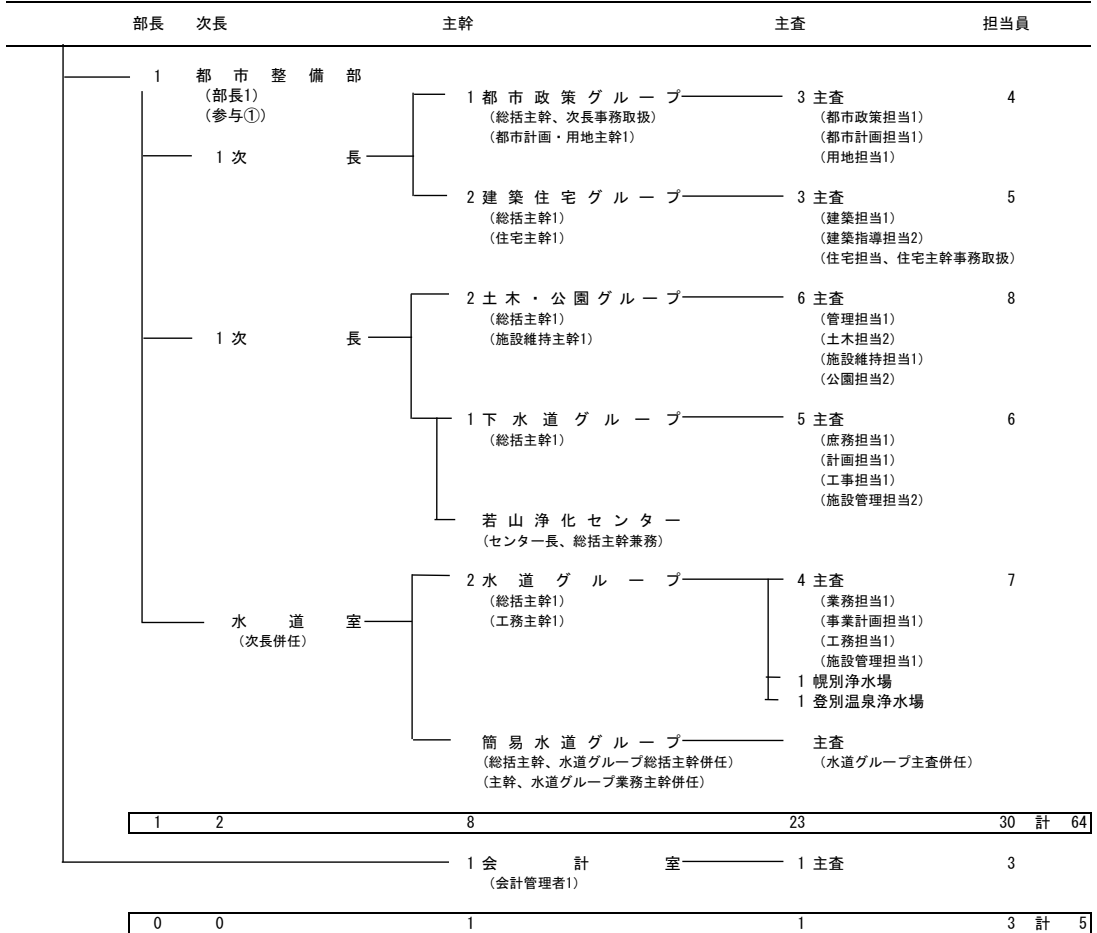 部長 次長 主幹 主査 担当員
1 都市整備部
(部長1)
(参与①)
1 都市政策グループ 3 主査 4
(総括主幹、次長事務取扱) (都市政策担当1)
(都市計画・用地主幹1) (都市計画担当1)
1 次長 (用地担当1)
2 建築住宅グループ 3 主査 5
(総括主幹1) (建築担当1)
(住宅主幹1) (建築指導担当2)
(住宅担当、住宅主幹事務取扱)
2 土木・公園グループ 6 主査 8
(総括主幹1) (管理担当1)
1 次長 (施設維持主幹1) (土木担当2)
(施設維持担当1)
(公園担当2)
1 下水道グループ 5 主査 6
(総括主幹1) (庶務担当1)
(計画担当1)
(工事担当1)
(施設管理担当2)
若山浄化センター
(センター長、総括主幹兼務)
2 水道グループ 4 主査 7
(総括主幹1) (業務担当1)
水道室 (工務主幹1) (事業計画担当1)
(次長併任) (工務担当1)
(施設管理担当1)
1 幌別浄水場
1 登別温泉浄水場
簡易水道グループ 主査
(総括主幹、水道グループ総括主幹併任) (水道グループ主査併任)
(主幹、水道グループ業務主幹併任)
1 2 8 23 30 計 64
1 会計室 1 主査 3
(会計管理者1)
0 0 1 1 3 計 5